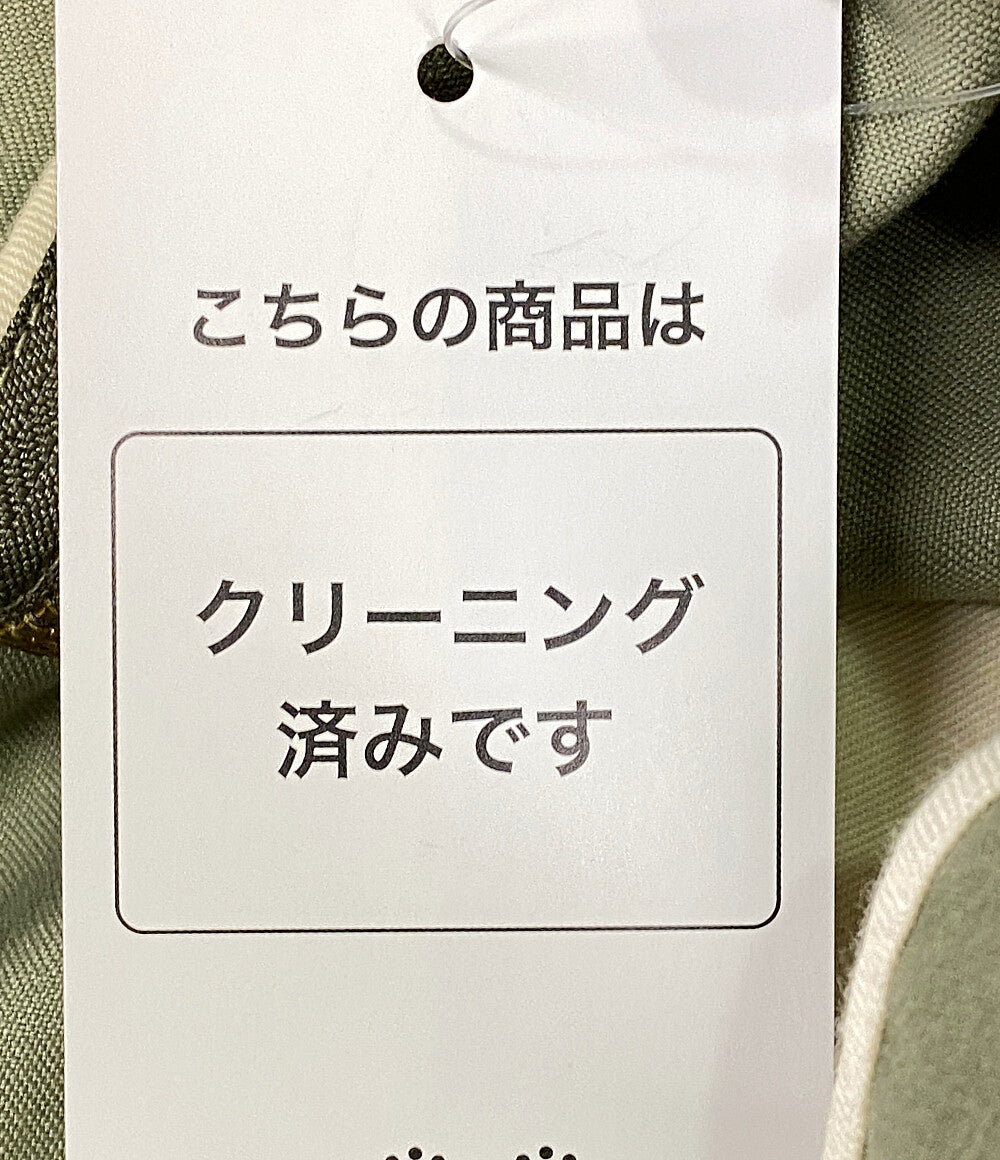 こちらの商品は
クリーニング
済みです